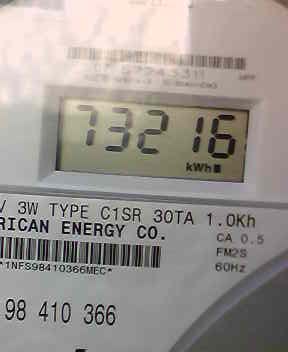 73216
kWh
V 3W TYPE C1SR 30TA 1.0Kh
RICAN ENERGY CO.
CA 0.5
FM2S
60Hz
*1NFS98410366MEC*
98 410 366